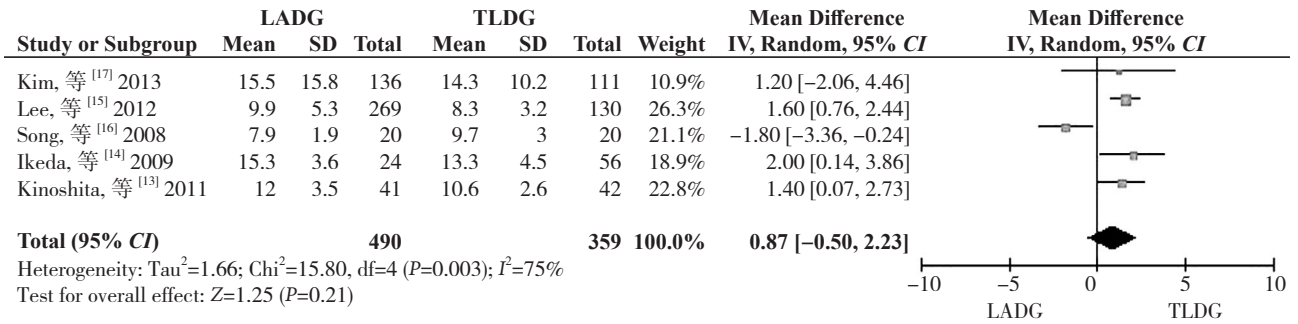 LADG TLDG Mean Difference Mean Difference
Study or Subgroup Mean SD Total Mean SD Total Weight IV, Random, 95% CI IV, Random, 95% CI
Kim, 等 [17] 2013 15.5 15.8 136 14.3 10.2 111 10.9% 1.20 [−2.06, 4.46]
Lee, 等 [15] 2012 9.9 5.3 269 8.3 3.2 130 26.3% 1.60 [0.76, 2.44]
Song, 等 [16] 2008 7.9 1.9 20 9.7 3 20 21.1% −1.80 [−3.36, −0.24]
Ikeda, 等 [14] 2009 15.3 3.6 24 13.3 4.5 56 18.9% 2.00 [0.14, 3.86]
Kinoshita, 等 [13] 2011 12 3.5 41 10.6 2.6 42 22.8% 1.40 [0.07, 2.73]
Total (95% CI) 490 359 100.0% 0.87 [−0.50, 2.23]
Heterogeneity: Tau²=1.66; Chi²=15.80, df=4 (P=0.003); I²=75%
Test for overall effect: Z=1.25 (P=0.21)
−10 −5 0 5 10
LADG TLDG